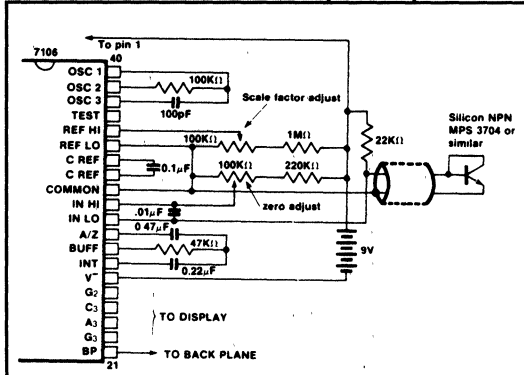 To pin 1
7106
40
OSC 1
OSC 2
OSC 3
TEST
REF HI
REF LO
C REF
C REF
COMMON
IN HI
IN LO
A/Z
BUFF
INT
V⁻
G2
C3
A3
G3
BP
21
100KΩ
100pF
Scale factor adjust
100KΩ
1MΩ
0.1μF
100KΩ
220KΩ
.01μF
zero adjust
0 47μF
47KΩ
0.22μF
22KΩ
Silicon NPN
MPS 3704 or
similar
9V
TO DISPLAY
TO BACK PLANE